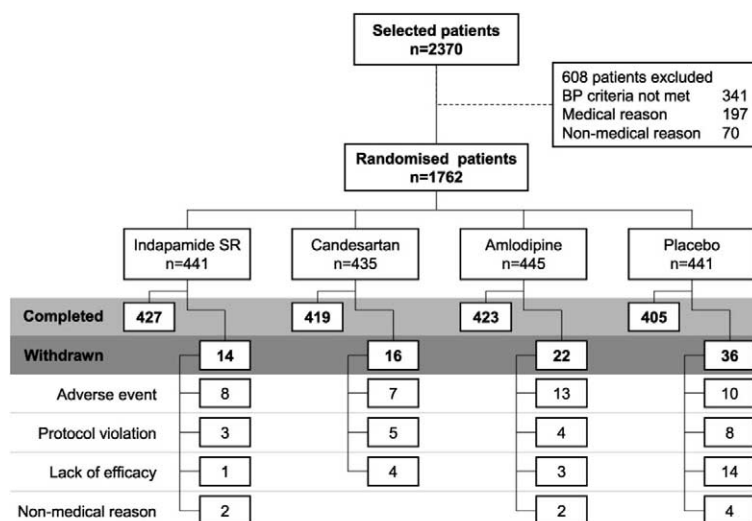 Selected patients
n=2370
608 patients excluded
BP criteria not met 341
Medical reason 197
Non-medical reason 70
Randomised patients
n=1762
Indapamide SR
n=441
Candesartan
n=435
Amlodipine
n=445
Placebo
n=441
Completed 427 419 423 405
Withdrawn 14 16 22 36
Adverse event 8 7 13 10
Protocol violation 3 5 4 8
Lack of efficacy 1 4 3 14
Non-medical reason 2 2 4